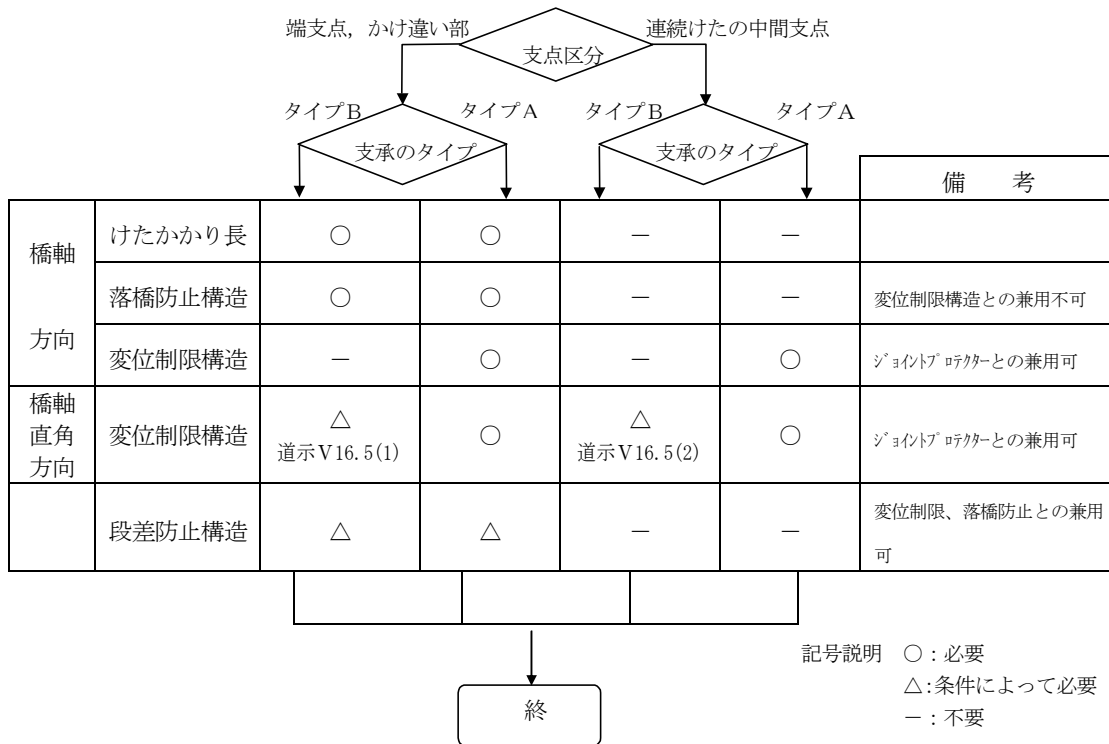 端支点，かけ違い部
連続けたの中間支点
支点区分
タイプB
タイプA
タイプB
タイプA
支承のタイプ
支承のタイプ
備　考
橋軸
方向
けたかかり長 ○ ○ － －
落橋防止構造 ○ ○ － － 変位制限構造との兼用不可
変位制限構造 － ○ － ○ ｼﾞｮｲﾝﾄﾌﾟﾛﾃｸﾀｰとの兼用可
橋軸
直角
方向
変位制限構造 △ ○ △ ○ ｼﾞｮｲﾝﾄﾌﾟﾛﾃｸﾀｰとの兼用可
道示Ⅴ16.5(1) 道示Ⅴ16.5(2)
段差防止構造 △ △ － － 変位制限、落橋防止との兼用
可
記号説明　○：必要
△：条件によって必要
－：不要
終